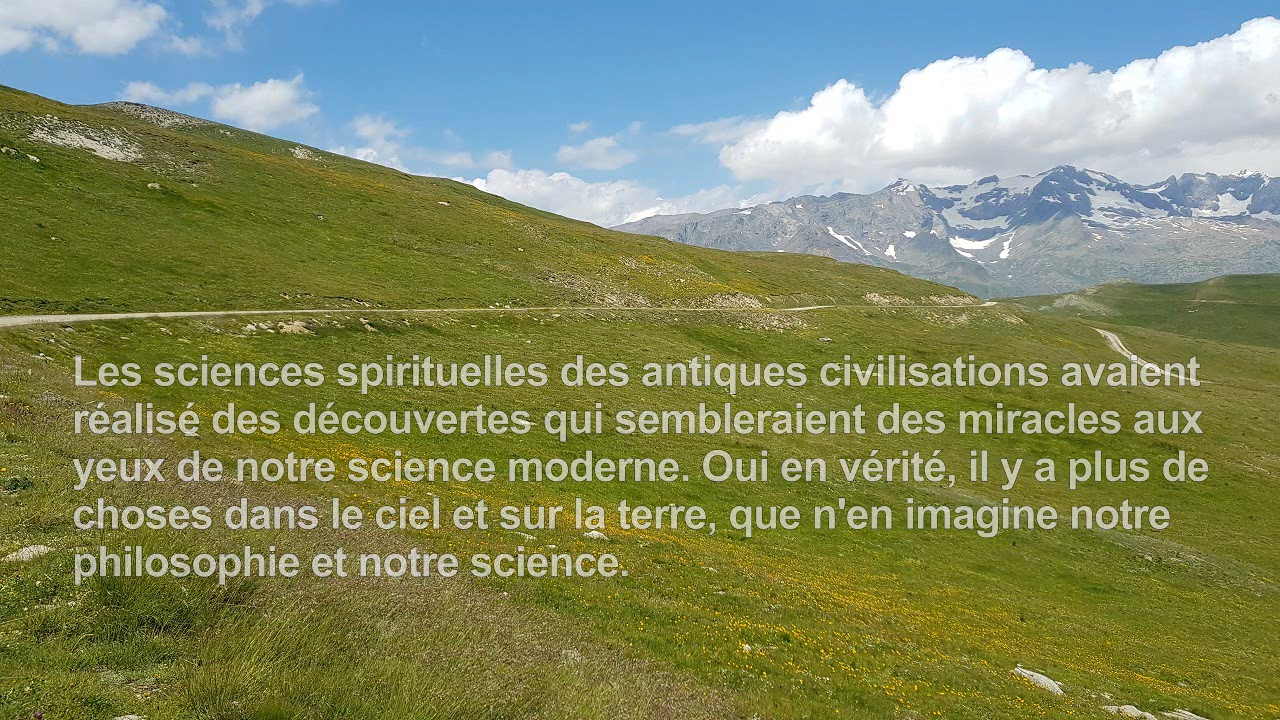 Les sciences spirituelles des antiques civilisations avaient
réalisé des découvertes qui sembleraient des miracles aux
yeux de notre science moderne. Oui en vérité, il y a plus de
choses dans le ciel et sur la terre, que n'en imagine notre
philosophie et notre science.